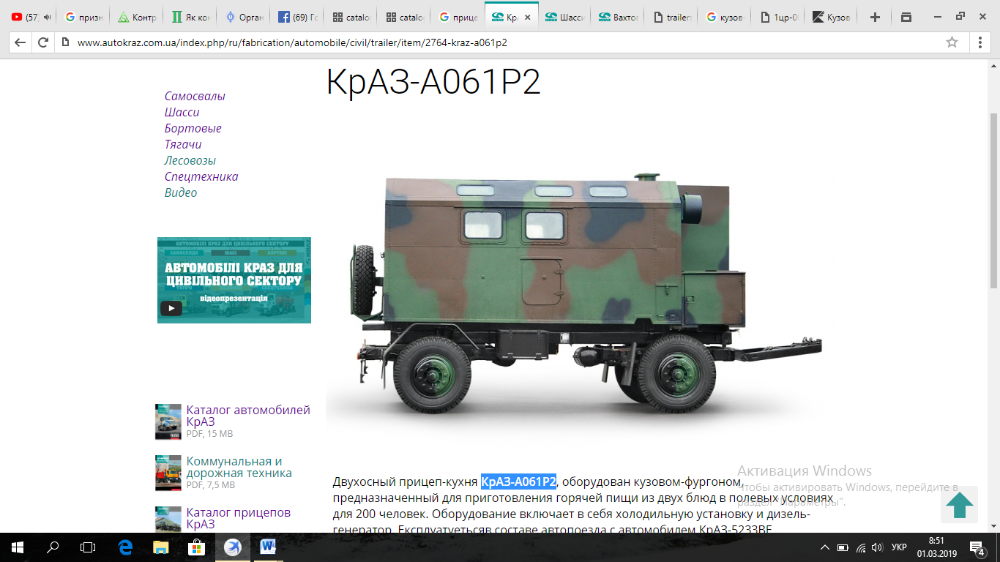 (57)
призн
Контр
Як кон
Орган
(69) Го
catalo
catalo
прице
КрА
Шасси
Вахтов
trailers
кузов-
1цр-0
Кузов
www.autokraz.com.ua/index.php/ru/fabrication/automobile/civil/trailer/item/2764-kraz-a061p2
КрАЗ-А061Р2
Самосвалы
Шасси
Бортовые
Тягачи
Лесовозы
Спецтехника
Видео
АВТОМОБІЛІ КРАЗ ДЛЯ ЦИВІЛЬНОГО СЕКТОРУ
САМОСКИДИ ШАСІ БОРТОВІ
АВТОМОБІЛІ КРАЗ ДЛЯ
ЦИВІЛЬНОГО СЕКТОРУ
ТЯГАЧІ СПЕЦТЕХНІКА
відеопрезентація
Каталог автомобилей
КрАЗ
PDF, 15 MB
Коммунальная и
дорожная техника
PDF, 7,5 MB
Каталог прицепов
КрАЗ
Двухосный прицеп-кухня КрАЗ-А061Р2, оборудован кузовом-фургоном,
предназначенный для приготовления горячей пищи из двух блюд в полевых условиях
для 200 человек. Оборудование включает в себя холодильную установку и дизель-
генератор. Эксплуатуетьсяв составе автопоезда с автомобилем КрАЗ-5233ВЕ
Активация Windows
Чтобы активировать Windows, перейдите в
раздел "Параметры".
УКР
8:51
01.03.2019
4